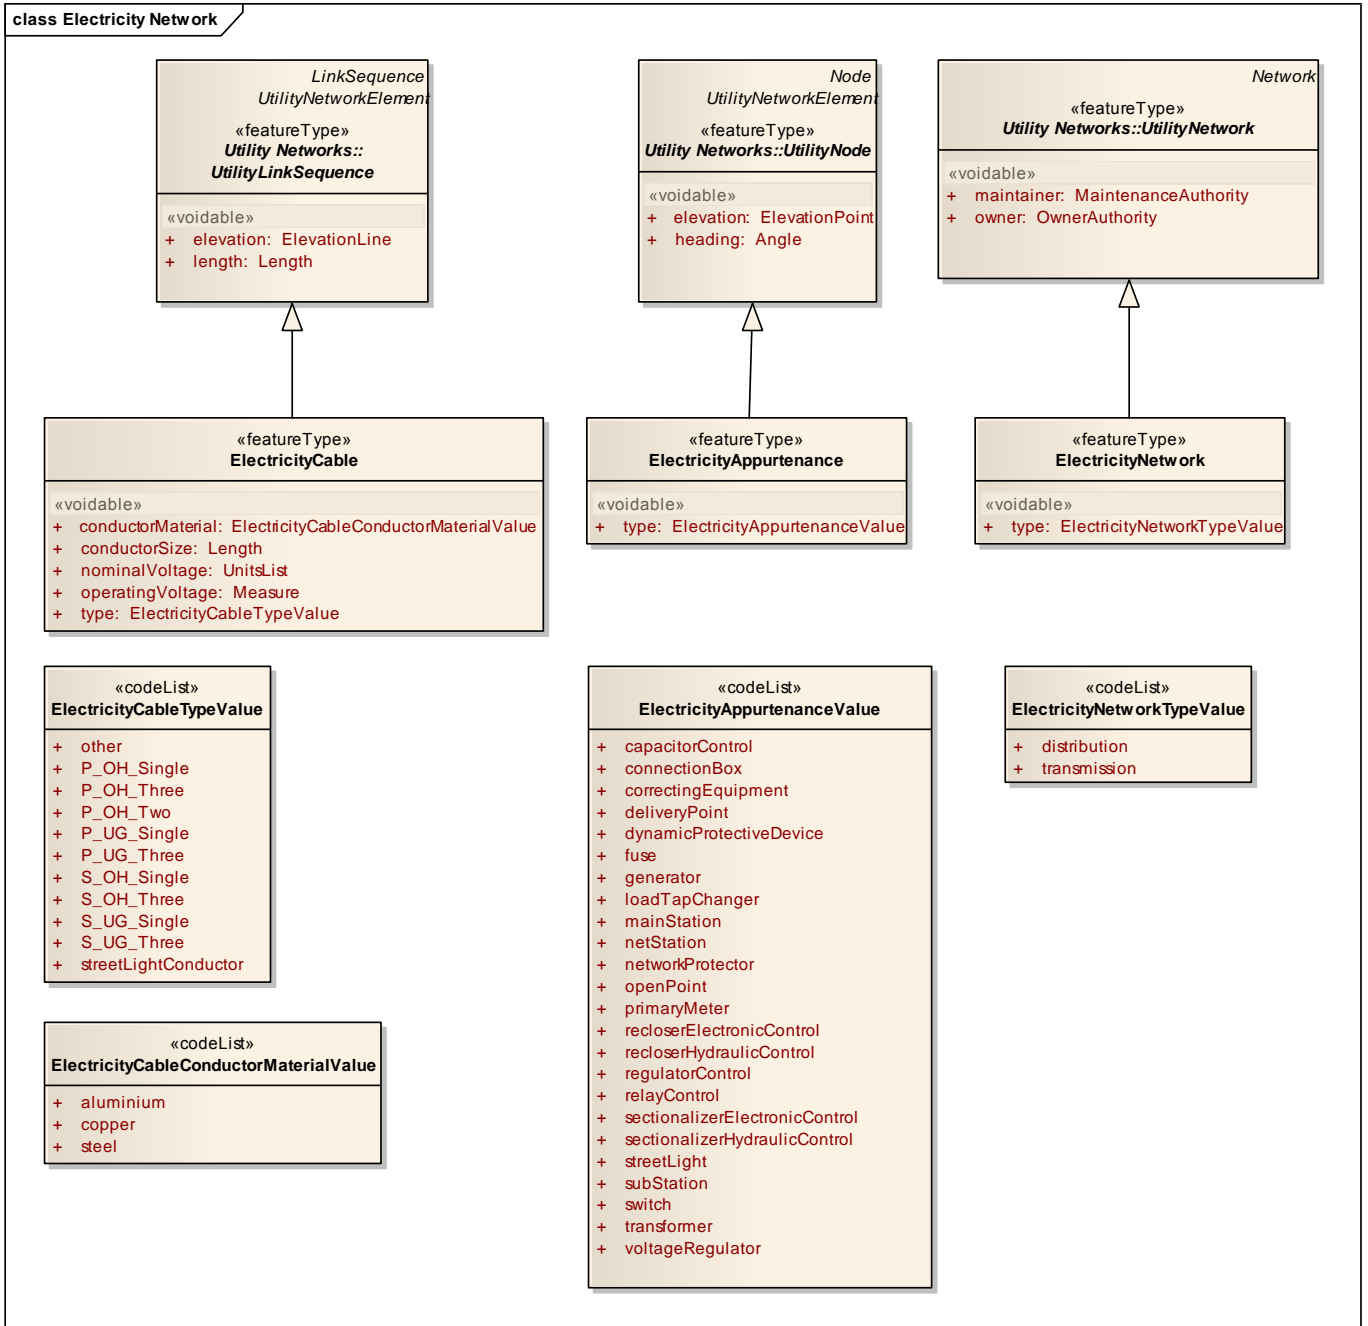 class Electricity Network
LinkSequence
UtilityNetworkElement
«featureType»
Utility Networks::
UtilityLinkSequence
«voidable»
+ elevation: ElevationLine
+ length: Length
Node
UtilityNetworkElement
«featureType»
Utility Networks::UtilityNode
«voidable»
+ elevation: ElevationPoint
+ heading: Angle
Network
«featureType»
Utility Networks::UtilityNetwork
«voidable»
+ maintainer: MaintenanceAuthority
+ owner: OwnerAuthority
«featureType»
ElectricityCable
«voidable»
+ conductorMaterial: ElectricityCableConductorMaterialValue
+ conductorSize: Length
+ nominalVoltage: UnitsList
+ operatingVoltage: Measure
+ type: ElectricityCableTypeValue
«featureType»
ElectricityAppurtenance
«voidable»
+ type: ElectricityAppurtenanceValue
«featureType»
ElectricityNetwork
«voidable»
+ type: ElectricityNetworkTypeValue
«codeList»
ElectricityCableTypeValue
+ other
+ P_OH_Single
+ P_OH_Three
+ P_OH_Two
+ P_UG_Single
+ P_UG_Three
+ S_OH_Single
+ S_OH_Three
+ S_UG_Single
+ S_UG_Three
+ streetLightConductor
«codeList»
ElectricityAppurtenanceValue
+ capacitorControl
+ connectionBox
+ correctingEquipment
+ deliveryPoint
+ dynamicProtectiveDevice
+ fuse
+ generator
+ loadTapChanger
+ mainStation
+ netStation
+ networkProtector
+ openPoint
+ primaryMeter
+ recloserElectronicControl
+ recloserHydraulicControl
+ regulatorControl
+ relayControl
+ sectionalizerElectronicControl
+ sectionalizerHydraulicControl
+ streetLight
+ subStation
+ switch
+ transformer
+ voltageRegulator
«codeList»
ElectricityNetworkTypeValue
+ distribution
+ transmission
«codeList»
ElectricityCableConductorMaterialValue
+ aluminium
+ copper
+ steel